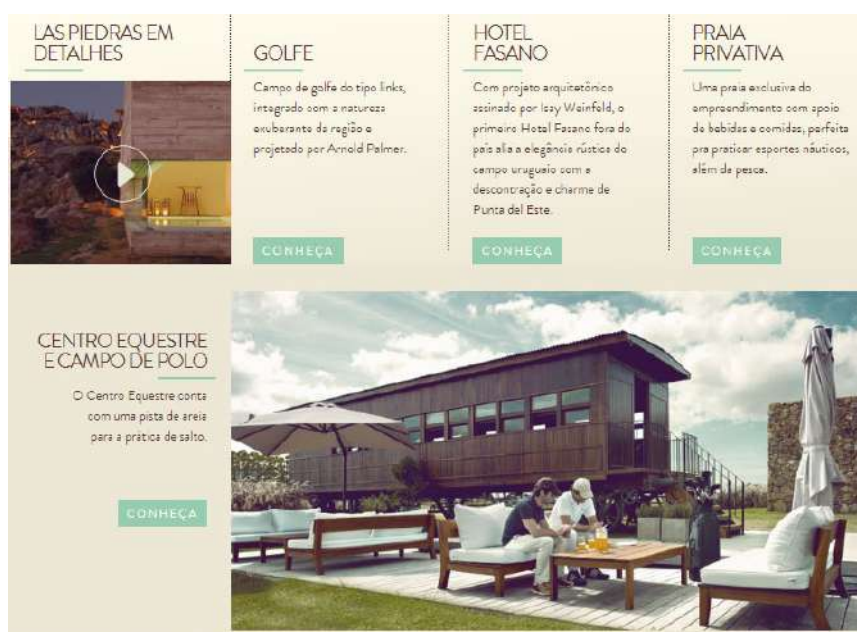 LAS PIEDRAS EM
DETALHES
GOLFE
Campo de golfe do tipo links,
integrado com a natureza
exuberante da região e
projetado por Arnold Palmer.
CONHEÇA
HOTEL
FASANO
Com projeto arquitetônico
assinado por Isay Weinfeld, o
primeiro Hotel Fasano fora do
país alia a elegância rústica do
campo uruguaio com a
descontração e charme de
Punta del Este.
CONHEÇA
PRAIA
PRIVATIVA
Uma praia exclusiva do
empreendimento com apoio
de bebidas e comidas, perfeita
pra praticar esportes náuticos,
além da pesca.
CONHEÇA
CENTRO EQUESTRE
E CAMPO DE POLO
O Centro Equestre conta
com uma pista de areia
para a prática de salto.
CONHEÇA